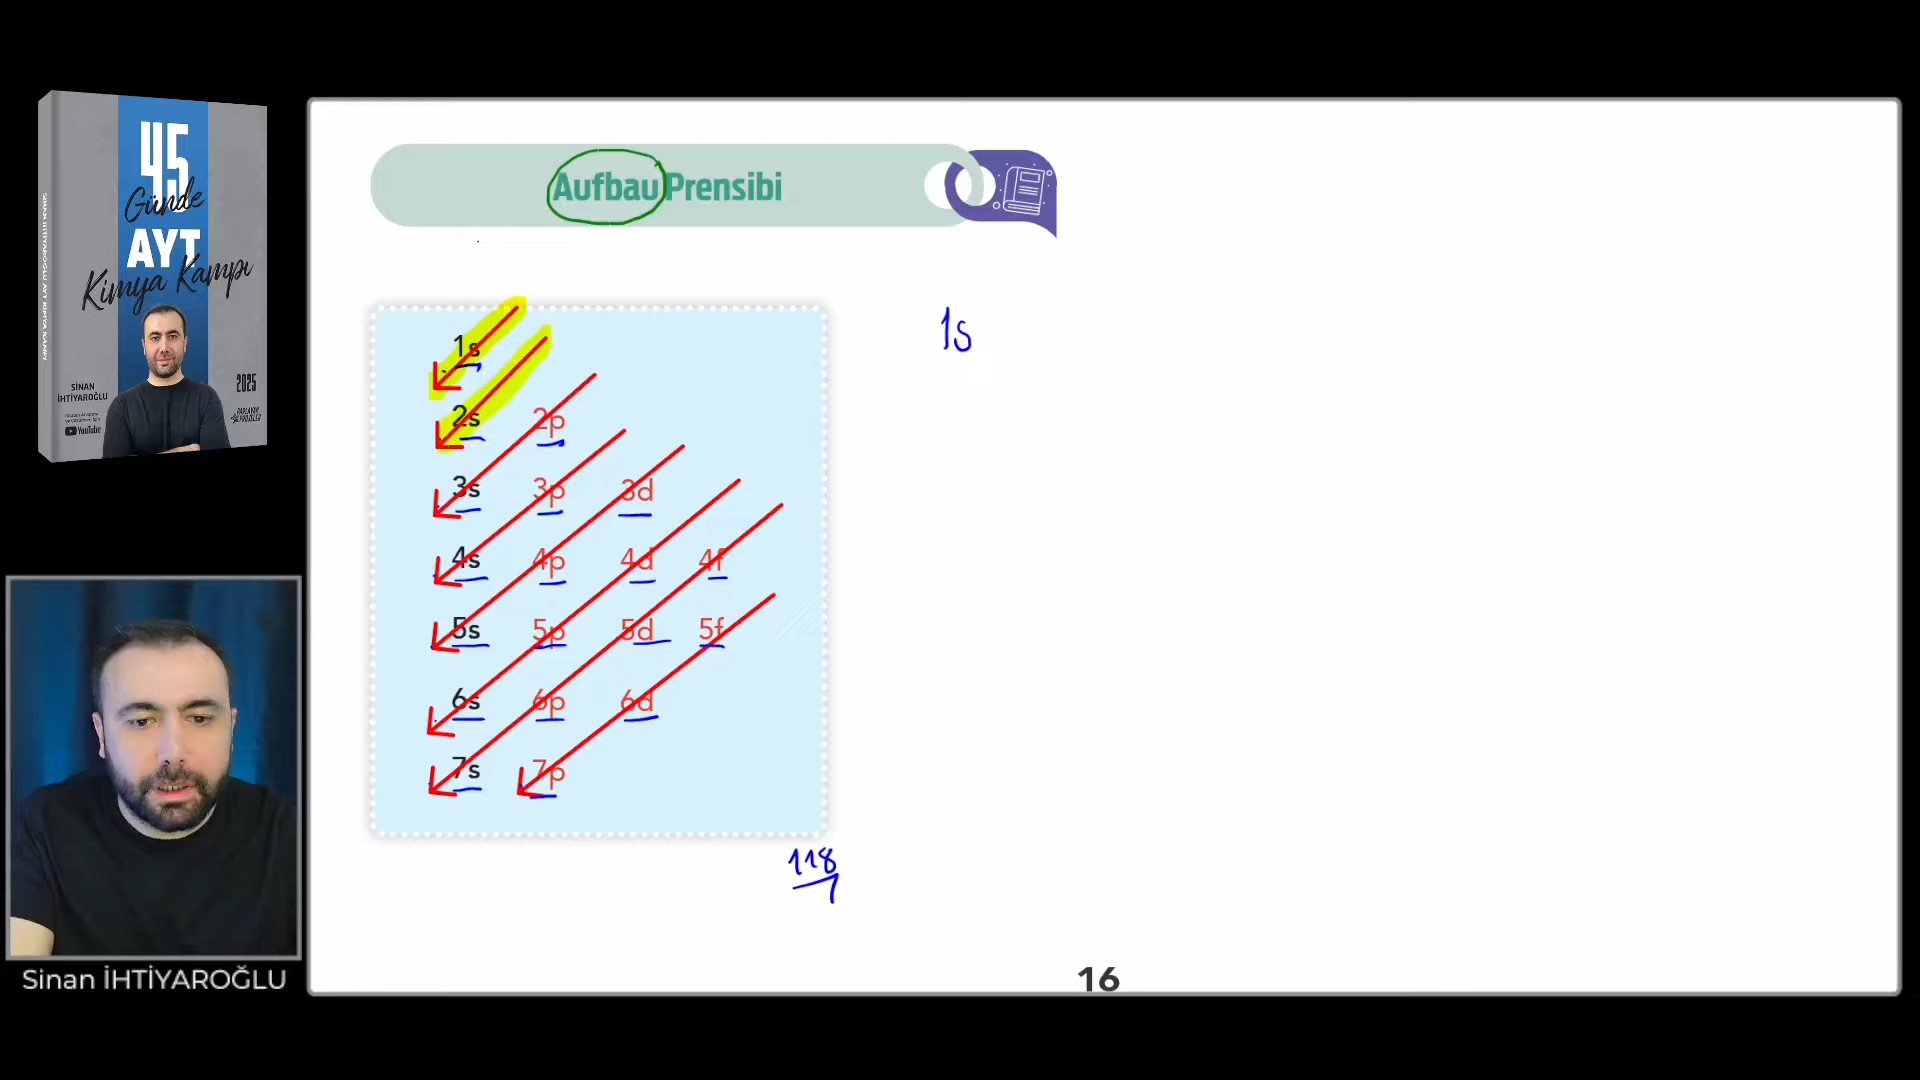 45
Günde
AYT
Kimya Kampı
SİNAN
İHTİYAROĞLU
2025
YouTube
Aufbau Prensibi
1s
2s 2p
3s 3p 3d
4s 4p 4d 4f
5s 5p 5d 5f
6s 6p 6d
7s 7p
1s
118
16
Sinan İHTİYAROĞLU